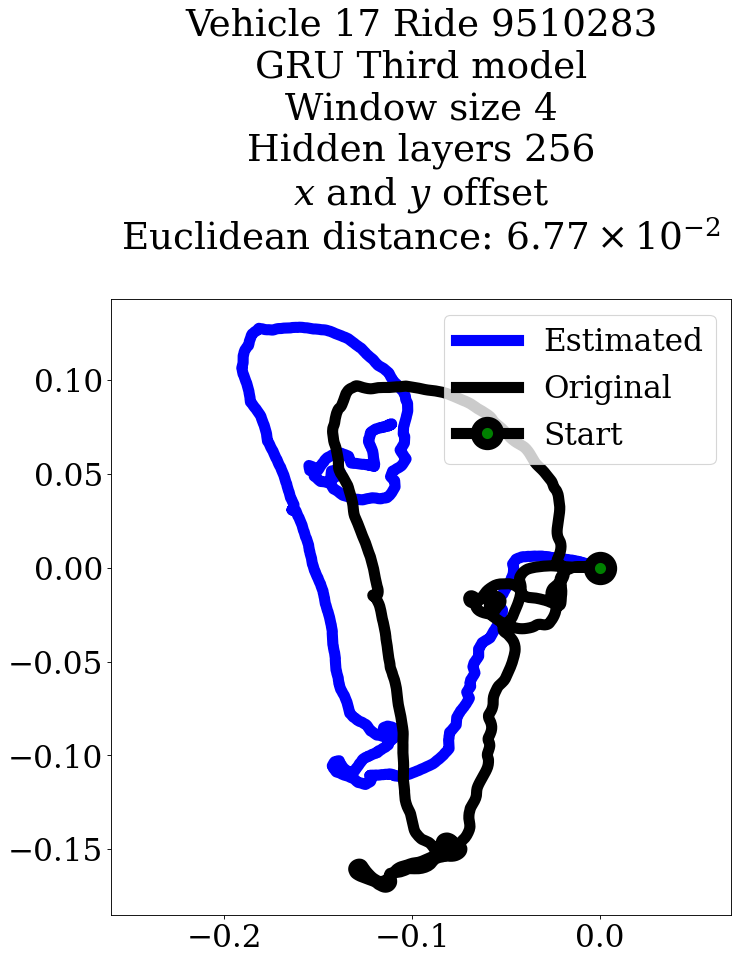 Vehicle 17 Ride 9510283
GRU Third model
Window size 4
Hidden layers 256
x and y offset
Euclidean distance: 6.77 × 10⁻²
Estimated
Original
Start
0.10
0.05
0.00
−0.05
−0.10
−0.15
−0.2
−0.1
0.0